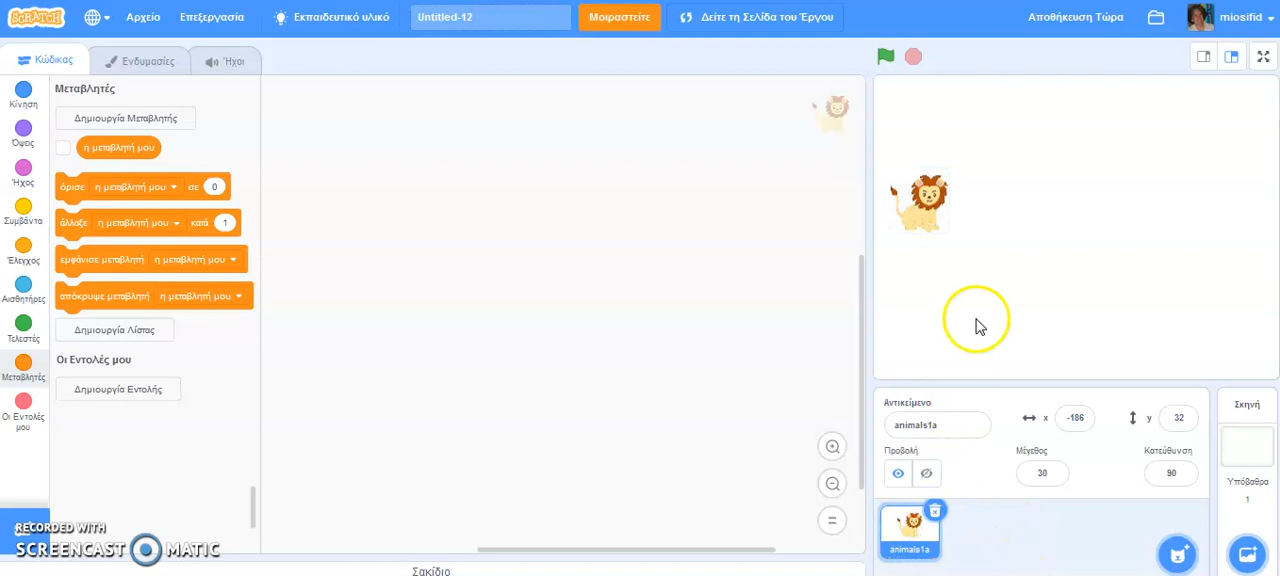 SCRATCH
Αρχείο
Επεξεργασία
Εκπαιδευτικό υλικό
Untitled-12
Μοιραστείτε
Δείτε τη Σελίδα του Έργου
Αποθήκευση Τώρα
miosifid
Κώδικας
Ενδυμασίες
Ήχοι
Κίνηση
Όψεις
Ήχος
Συμβάντα
Έλεγχος
Αισθητήρες
Τελεστές
Μεταβλητές
Οι Εντολές
μου
Μεταβλητές
Δημιουργία Μεταβλητής
η μεταβλητή μου
όρισε η μεταβλητή μου σε 0
άλλαξε η μεταβλητή μου κατά 1
εμφάνισε μεταβλητή η μεταβλητή μου
απόκρυψε μεταβλητή η μεταβλητή μου
Δημιουργία Λίστας
Οι Εντολές μου
Δημιουργία Εντολής
RECORDED WITH
SCREENCAST MATIC
Σακίδιο
Αντικείμενο
animals1a
x -186
y 32
Προβολή
Μέγεθος
30
Κατεύθυνση
90
animals1a
Σκηνή
Υπόβαθρα
1